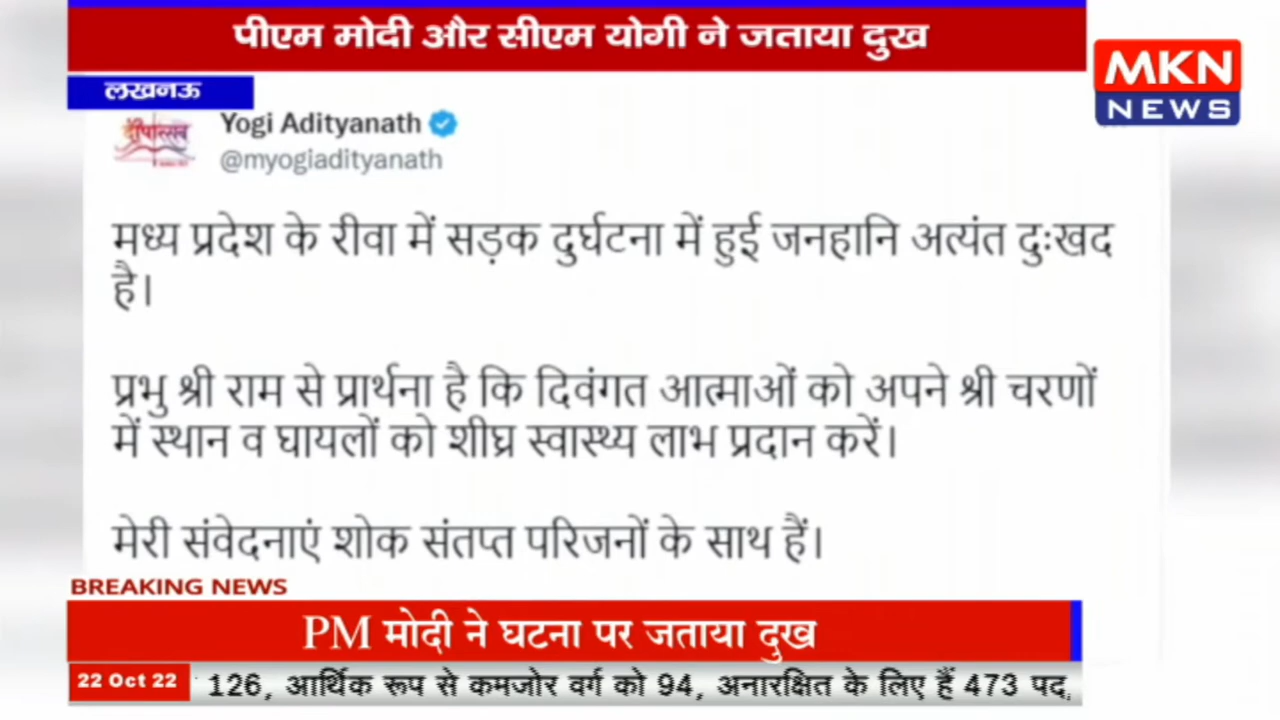 पीएम मोदी और सीएम योगी ने जताया दुख
MKN
NEWS
लखनऊ
दीपोत्सव
Yogi Adityanath
@myogiadityanath
मध्य प्रदेश के रीवा में सड़क दुर्घटना में हुई जनहानि अत्यंत दुःखद
है।
प्रभु श्री राम से प्रार्थना है कि दिवंगत आत्माओं को अपने श्री चरणों
में स्थान व घायलों को शीघ्र स्वास्थ्य लाभ प्रदान करें।
मेरी संवेदनाएं शोक संतप्त परिजनों के साथ हैं।
BREAKING NEWS
PM मोदी ने घटना पर जताया दुख
22 Oct 22
126, आर्थिक रूप से कमजोर वर्ग को 94, अनारक्षित के लिए हैं 473 पद,